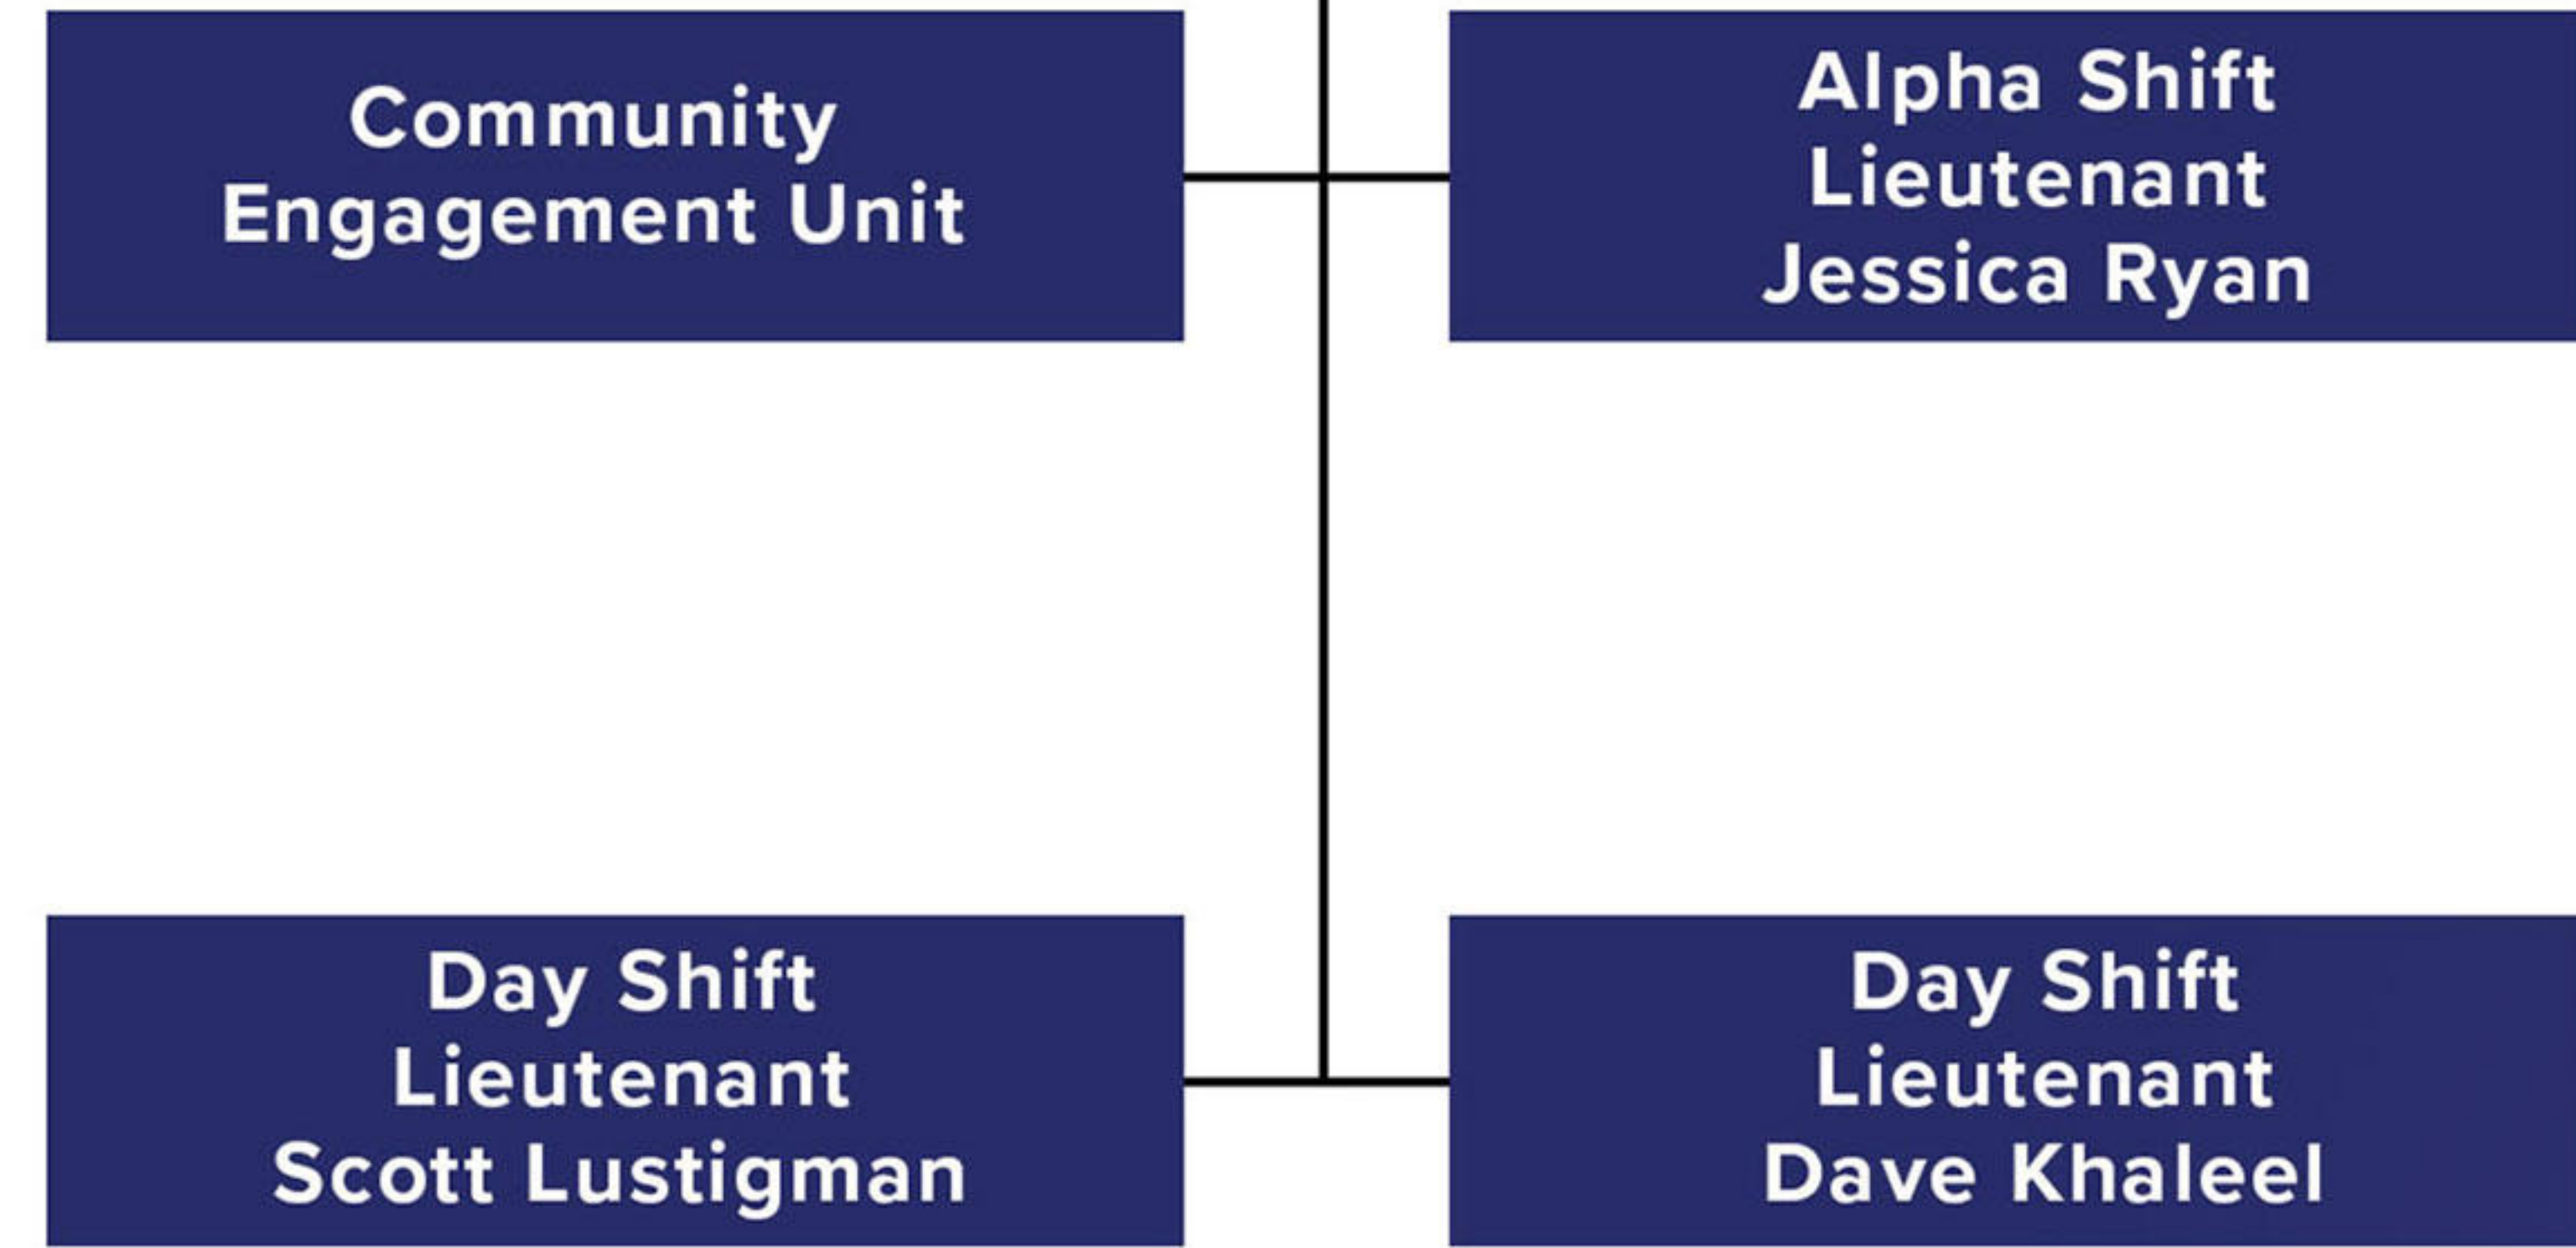 Community
Engagement Unit
Alpha Shift
Lieutenant
Jessica Ryan
Day Shift
Lieutenant
Scott Lustigman
Day Shift
Lieutenant
Dave Khaleel